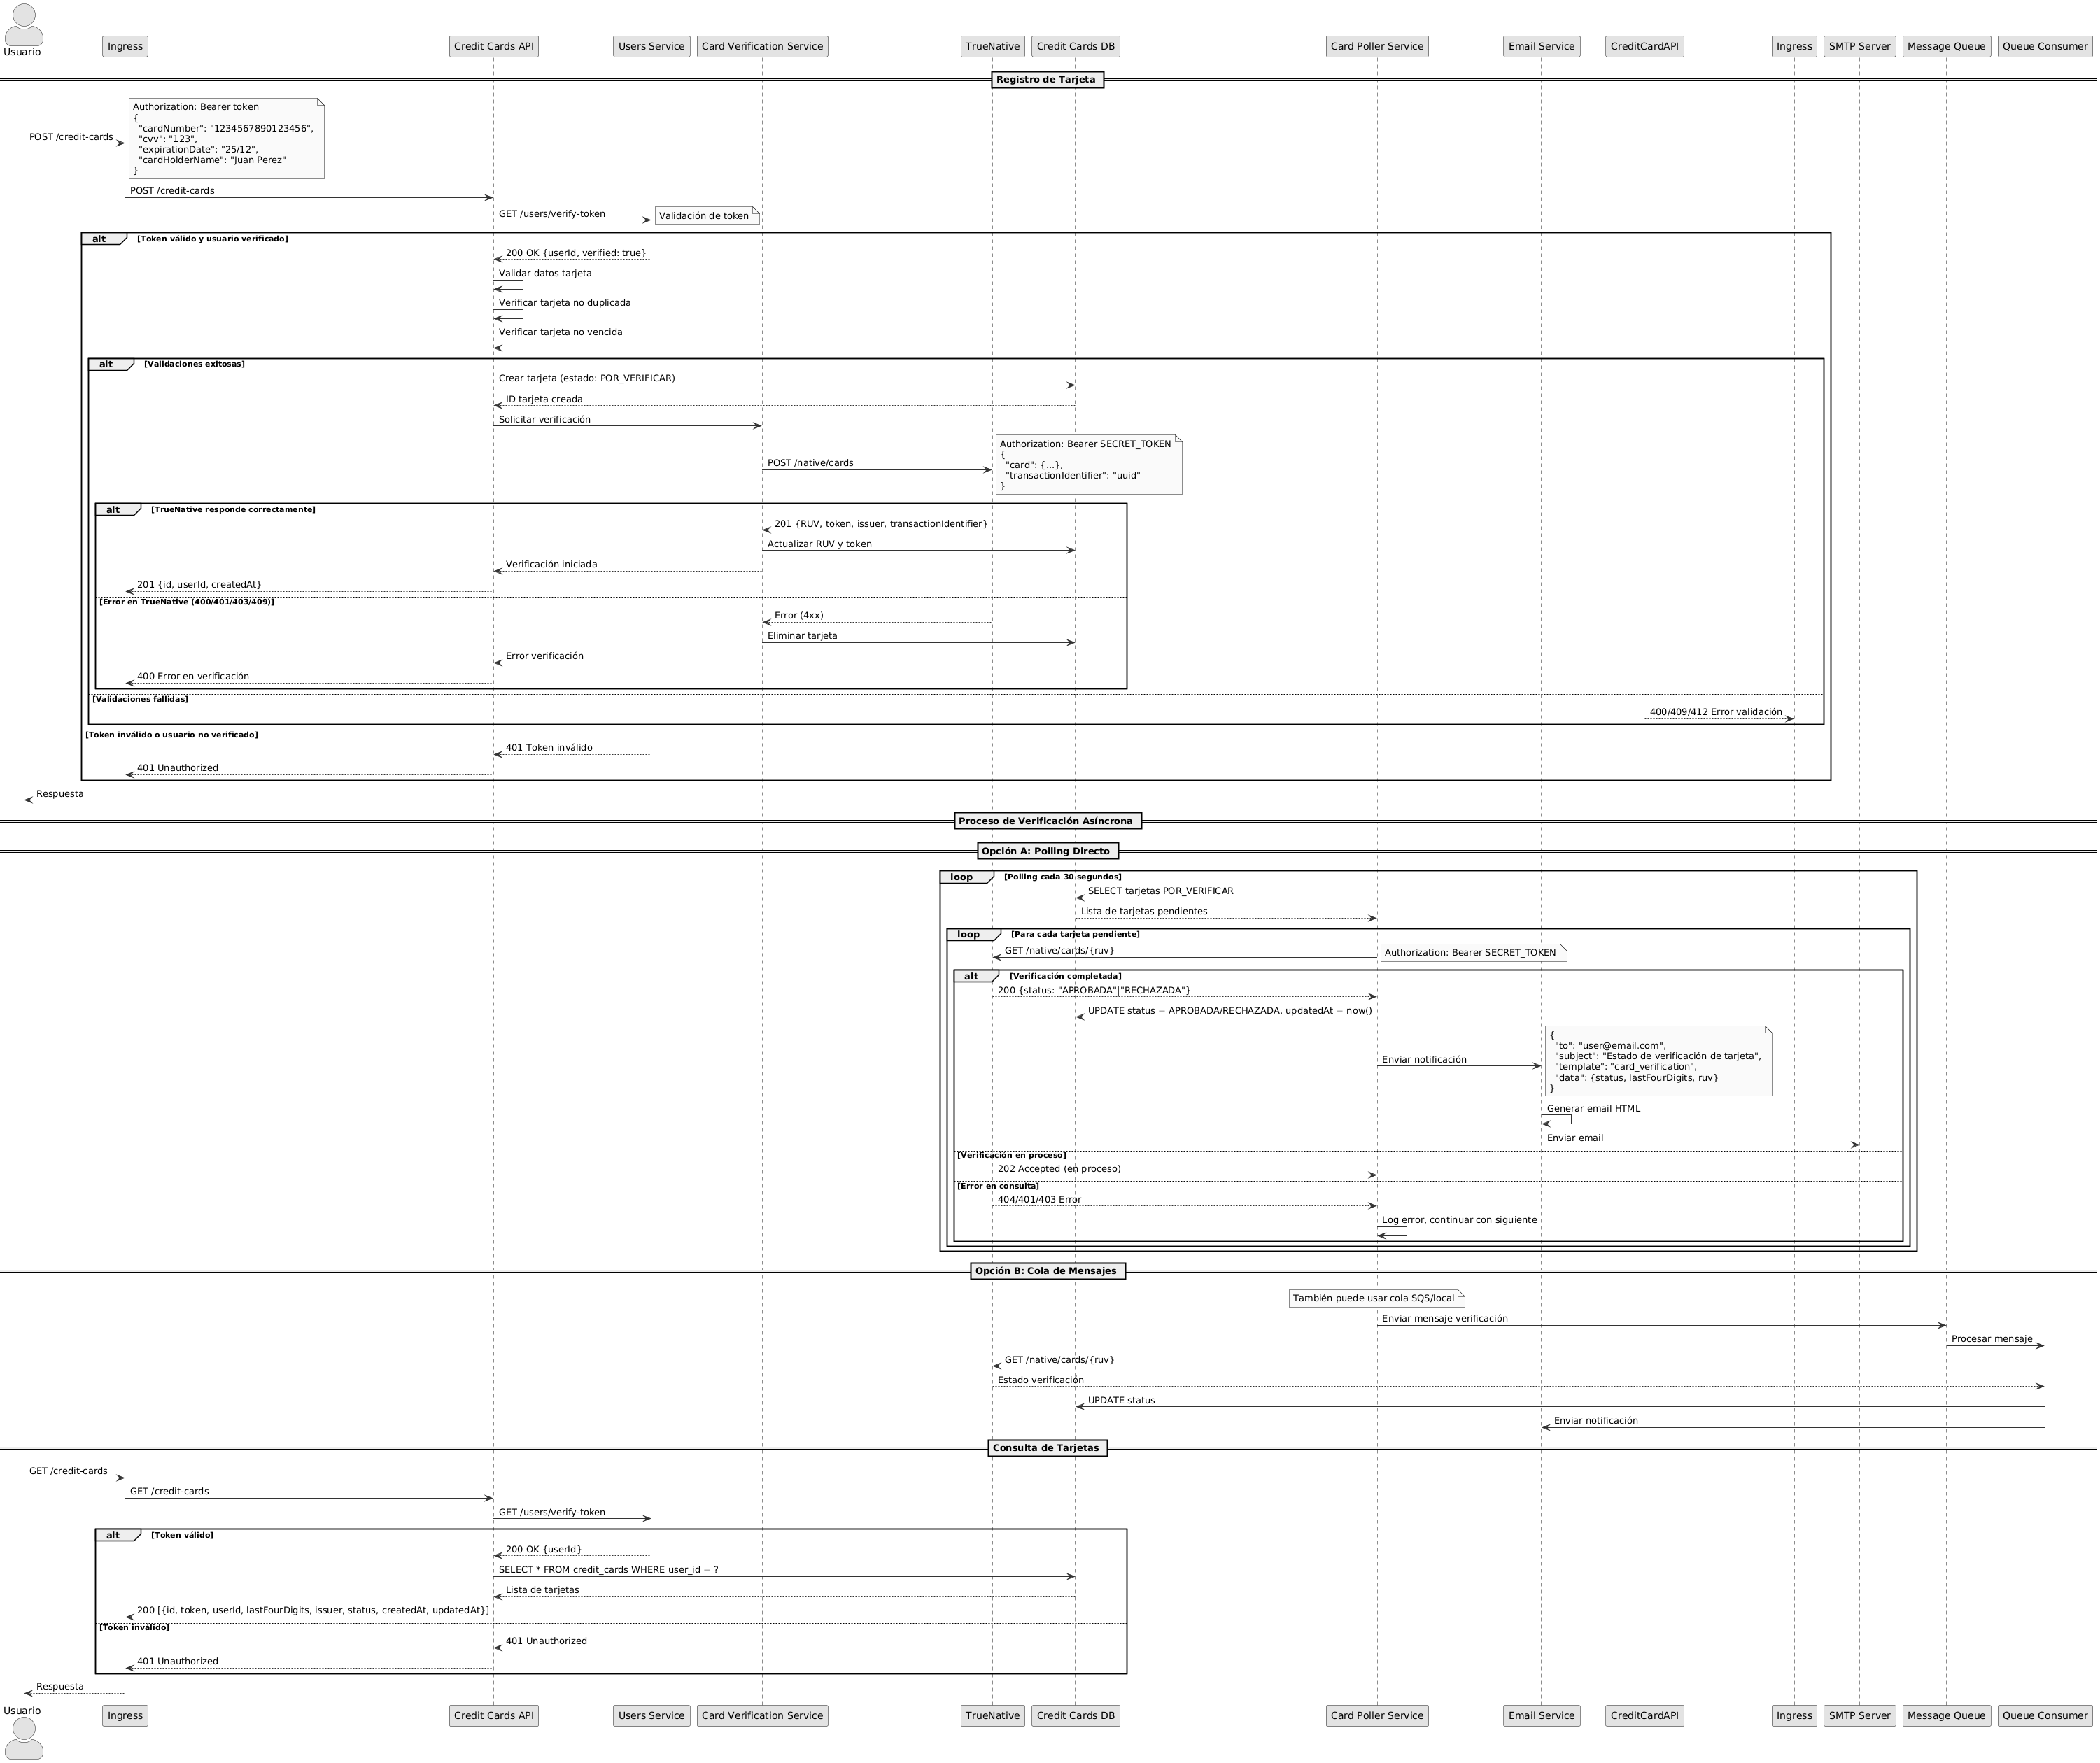 Usuario
Ingress
Credit Cards API
Users Service
Card Verification Service
TrueNative
Credit Cards DB
Card Poller Service
Email Service
CreditCardAPI
Ingress
SMTP Server
Message Queue
Queue Consumer
Registro de Tarjeta
POST /credit-cards
Authorization: Bearer token
{
"cardNumber": "1234567890123456",
"cvv": "123",
"expirationDate": "25/12",
"cardHolderName": "Juan Perez"
}
POST /credit-cards
GET /users/verify-token
Validación de token
alt [Token válido y usuario verificado]
200 OK {userId, verified: true}
Validar datos tarjeta
Verificar tarjeta no duplicada
Verificar tarjeta no vencida
alt [Validaciones exitosas]
Crear tarjeta (estado: POR_VERIFICAR)
ID tarjeta creada
Solicitar verificación
POST /native/cards
Authorization: Bearer SECRET_TOKEN
{
"card": {...},
"transactionIdentifier": "uuid"
}
alt [TrueNative responde correctamente]
201 {RUV, token, issuer, transactionIdentifier}
Actualizar RUV y token
Verificación iniciada
201 {id, userId, createdAt}
[Error en TrueNative (400/401/403/409)]
Error (4xx)
Eliminar tarjeta
Error verificación
400 Error en verificación
[Validaciones fallidas]
400/409/412 Error validación
[Token inválido o usuario no verificado]
401 Token inválido
401 Unauthorized
Respuesta
Proceso de Verificación Asíncrona
Opción A: Polling Directo
loop [Polling cada 30 segundos]
SELECT tarjetas POR_VERIFICAR
Lista de tarjetas pendientes
loop [Para cada tarjeta pendiente]
GET /native/cards/{ruv}
Authorization: Bearer SECRET_TOKEN
alt [Verificación completada]
200 {status: "APROBADA"|"RECHAZADA"}
UPDATE status = APROBADA/RECHAZADA, updatedAt = now()
Enviar notificación
{
"to": "user@email.com",
"subject": "Estado de verificación de tarjeta",
"template": "card_verification",
"data": {status, lastFourDigits, ruv}
}
Generar email HTML
Enviar email
[Verificación en proceso]
202 Accepted (en proceso)
[Error en consulta]
404/401/403 Error
Log error, continuar con siguiente
Opción B: Cola de Mensajes
También puede usar cola SQS/local
Enviar mensaje verificación
Procesar mensaje
GET /native/cards/{ruv}
Estado verificación
UPDATE status
Enviar notificación
Consulta de Tarjetas
GET /credit-cards
GET /credit-cards
GET /users/verify-token
alt [Token válido]
200 OK {userId}
SELECT * FROM credit_cards WHERE user_id = ?
Lista de tarjetas
200 [{id, token, userId, lastFourDigits, issuer, status, createdAt, updatedAt}]
[Token inválido]
401 Unauthorized
401 Unauthorized
Respuesta
Usuario
Ingress
Credit Cards API
Users Service
Card Verification Service
TrueNative
Credit Cards DB
Card Poller Service
Email Service
CreditCardAPI
Ingress
SMTP Server
Message Queue
Queue Consumer